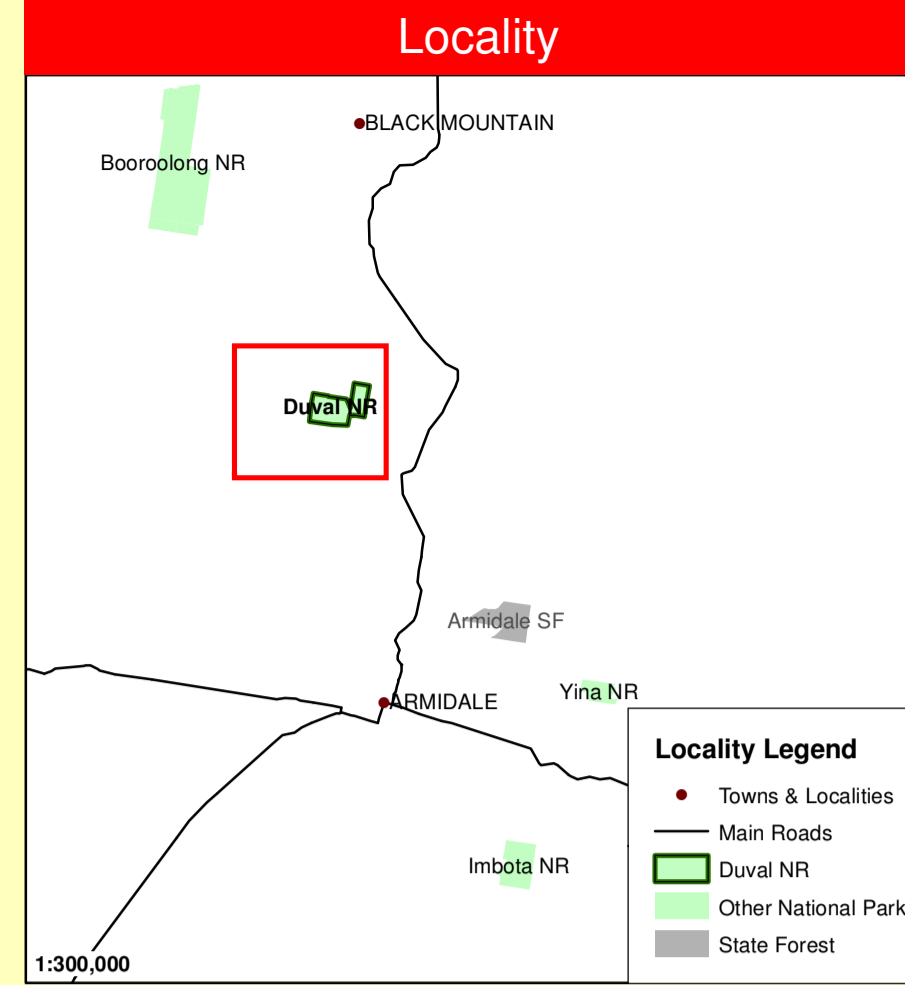 Locality
BLACK MOUNTAIN
Booroolong NR
Duval NR
Armidale SF
Yina NR
ARMIDALE
Imbota NR
Locality Legend
Towns & Localities
Main Roads
Duval NR
Other National Park
State Forest
1:300,000